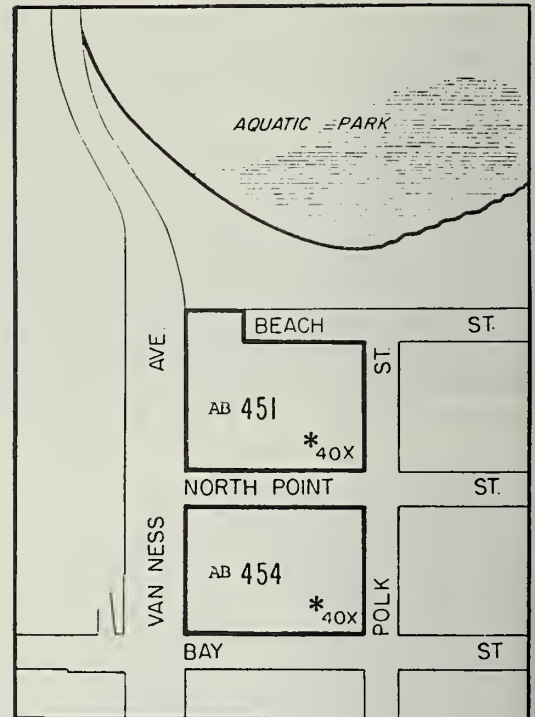 AQUATIC PARK
BEACH ST.
AVE.
ST.
AB 451
*40X
NORTH POINT ST.
VAN NESS
AB 454
*40X
POLK
BAY ST